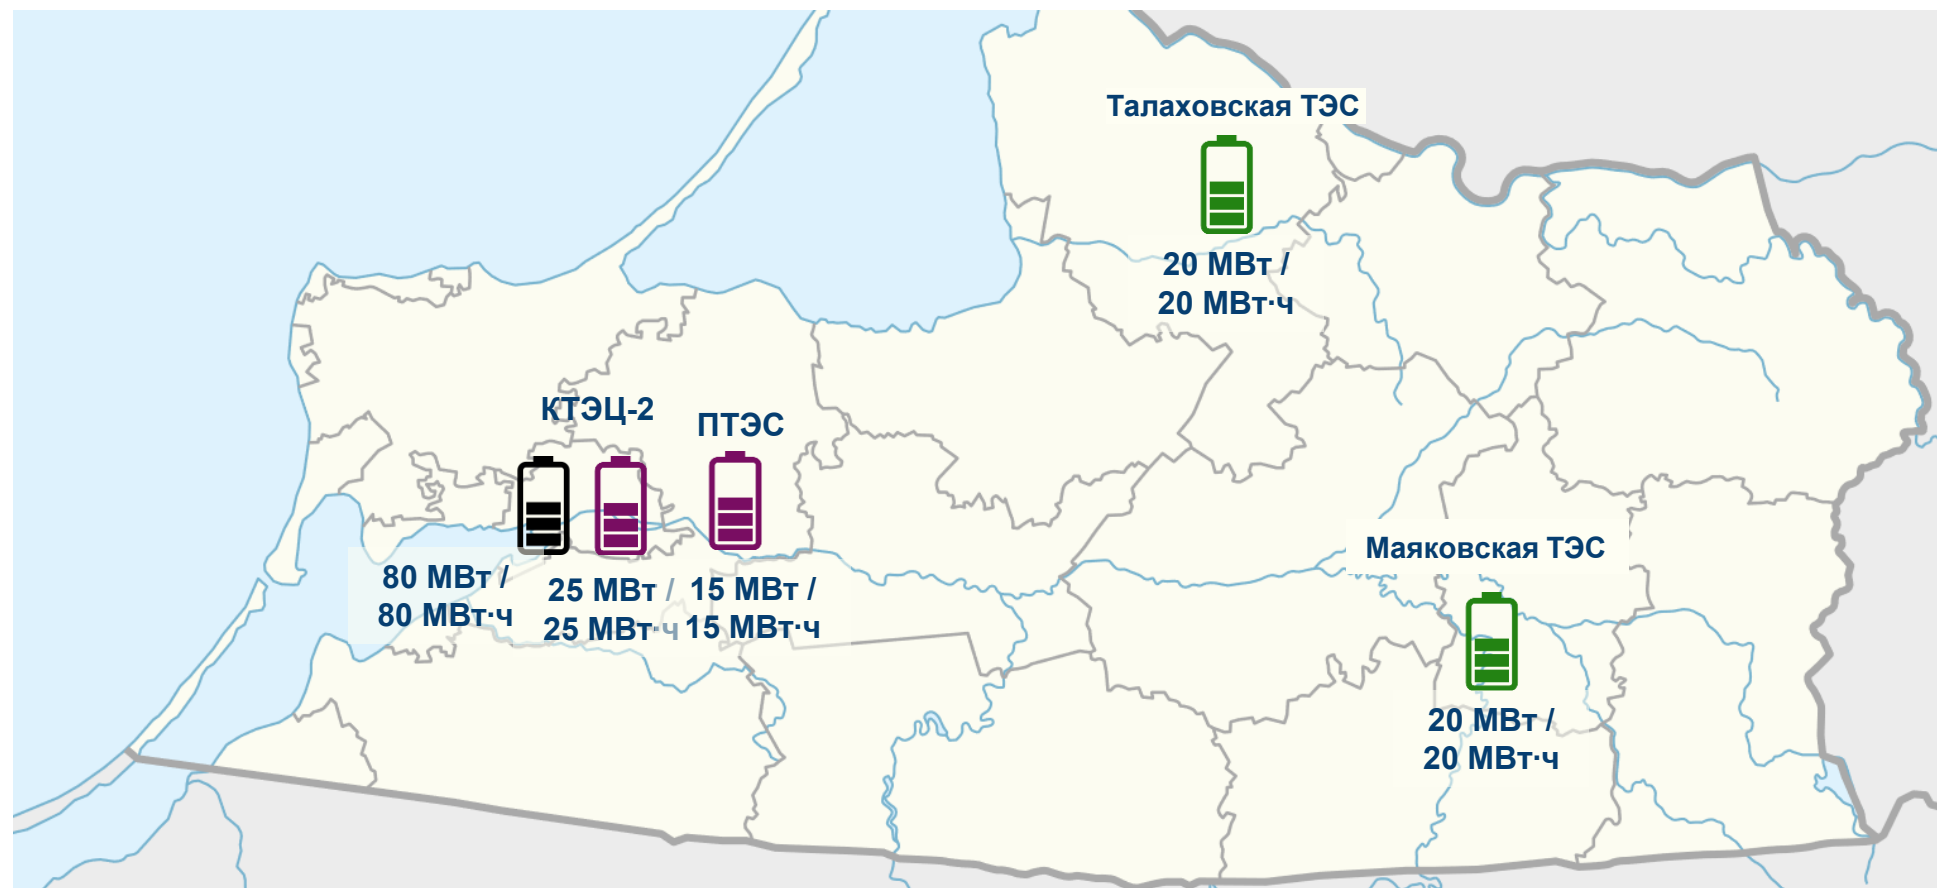 Талаховская ТЭС
20 МВт /
20 МВт·ч
КТЭЦ-2
ПТЭС
80 МВт /
80 МВт·ч
25 МВт /
25 МВт·ч
15 МВт /
15 МВт·ч
Маяковская ТЭС
20 МВт /
20 МВт·ч